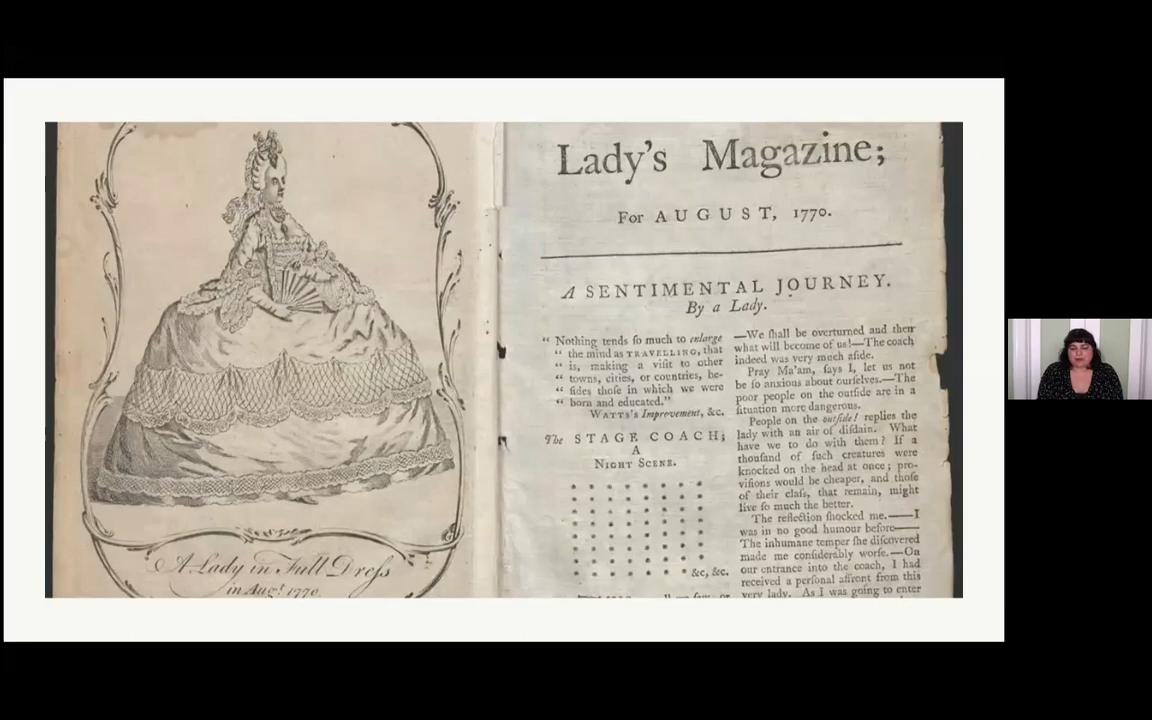 A Lady in Full Dreſs
in Augt. 1770.
Lady's Magazine;
For AUGUST, 1770.
A SENTIMENTAL JOURNEY.
By a Lady.
“ Nothing tends ſo much to enlarge
“ the mind as TRAVELLING, that
“ is, making a viſit to other
“ towns, cities, or countries, be-
“ ſides thoſe in which we were
“ born and educated.”
WATTS's Improvement, &c.
The STAGE COACH;
A
NIGHT SCENE.
* * * * * * *
* * * * * * *
* * * * * * *
* * * * * * *
* * * * * * *
* * * * * * *
* * * * * * *
* * * * * * * &c, &c.
—We ſhall be overturned and then
what will become of us!—The coach
indeed was very much aſide.
Pray Ma'am, ſays I, let us not
be ſo anxious about ourſelves.—The
poor people on the outſide are in a
ſituation more dangerous.
People on the outſide! replies the
lady with an air of diſdain. What
have we to do with them? If a
thouſand of ſuch creatures were
knocked on the head at once; pro-
viſions would be cheaper, and thoſe
of their claſs, that remain, might
live ſo much the better.
The reflection ſhocked me.——I
was in no good humour before——
The inhumane temper ſhe diſcovered
made me conſiderably worſe.—On
our entrance into the coach, I had
received a perſonal affront from this
very lady. As I was going to enter